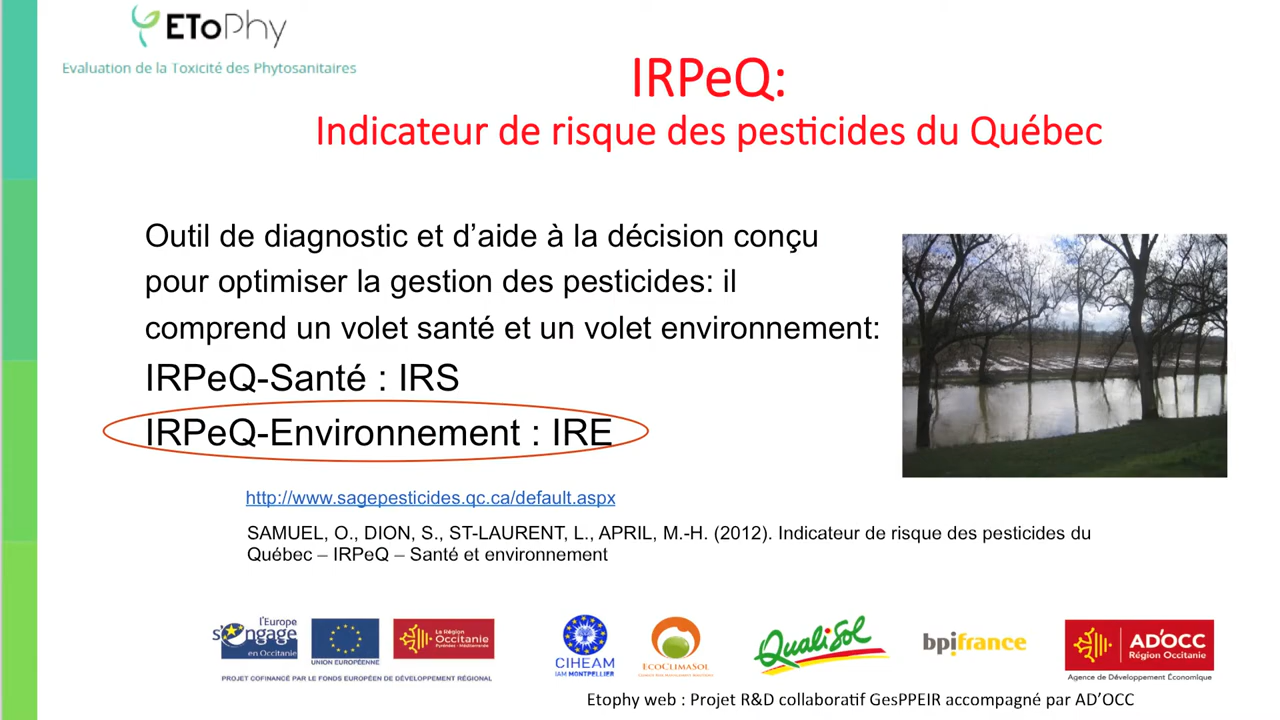 EToPhy
Evaluation de la Toxicité des Phytosanitaires
IRPeQ:
Indicateur de risque des pesticides du Québec
Outil de diagnostic et d’aide à la décision conçu
pour optimiser la gestion des pesticides: il
comprend un volet santé et un volet environnement:
IRPeQ-Santé : IRS
IRPeQ-Environnement : IRE
http://www.sagepesticides.qc.ca/default.aspx
SAMUEL, O., DION, S., ST-LAURENT, L., APRIL, M.-H. (2012). Indicateur de risque des pesticides du
Québec – IRPeQ – Santé et environnement
l'Europe
s'engage
en Occitanie
UNION EUROPÉENNE
La Région
Occitanie
Pyrénées - Méditerranée
PROJET COFINANCÉ PAR LE FONDS EUROPÉEN DE DÉVELOPPEMENT RÉGIONAL
CIHEAM
IAM MONTPELLIER
ECOCLIMASOL
QualiSol
bpifrance
AD'OCC
Région Occitanie
Agence de Développement Économique
Etophy web : Projet R&D collaboratif GesPPEIR accompagné par AD’OCC